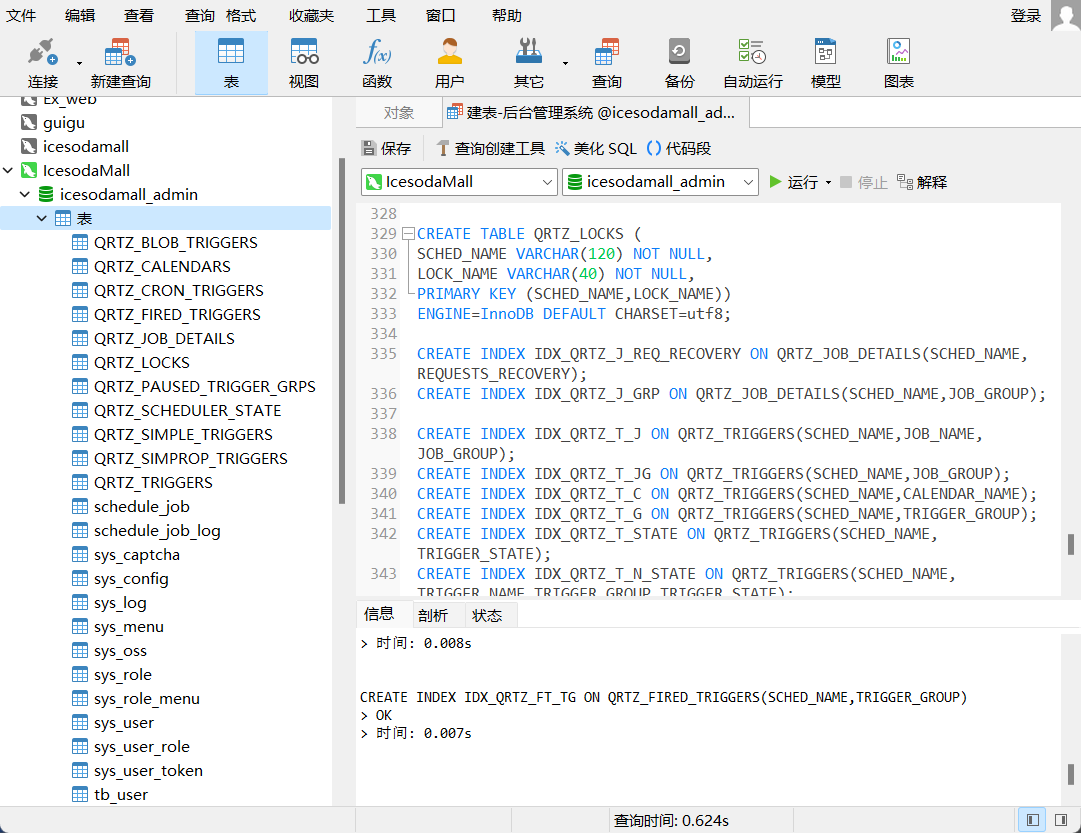 文件 编辑 查看 查询 格式 收藏夹 工具 窗口 帮助 登录
连接 新建查询 表 视图 函数 用户 其它 查询 备份 自动运行 模型 图表
f(x)
Ex_web
guigu
icesodamall
IcesodaMall
icesodamall_admin
表
QRTZ_BLOB_TRIGGERS
QRTZ_CALENDARS
QRTZ_CRON_TRIGGERS
QRTZ_FIRED_TRIGGERS
QRTZ_JOB_DETAILS
QRTZ_LOCKS
QRTZ_PAUSED_TRIGGER_GRPS
QRTZ_SCHEDULER_STATE
QRTZ_SIMPLE_TRIGGERS
QRTZ_SIMPROP_TRIGGERS
QRTZ_TRIGGERS
schedule_job
schedule_job_log
sys_captcha
sys_config
sys_log
sys_menu
sys_oss
sys_role
sys_role_menu
sys_user
sys_user_role
sys_user_token
tb_user
对象 建表-后台管理系统 @icesodamall_ad...
保存 查询创建工具 美化 SQL () 代码段
IcesodaMall icesodamall_admin 运行 停止 解释
328
329 CREATE TABLE QRTZ_LOCKS (
330 SCHED_NAME VARCHAR(120) NOT NULL,
331 LOCK_NAME VARCHAR(40) NOT NULL,
332 PRIMARY KEY (SCHED_NAME,LOCK_NAME))
333 ENGINE=InnoDB DEFAULT CHARSET=utf8;
334
335 CREATE INDEX IDX_QRTZ_J_REQ_RECOVERY ON QRTZ_JOB_DETAILS(SCHED_NAME,
REQUESTS_RECOVERY);
336 CREATE INDEX IDX_QRTZ_J_GRP ON QRTZ_JOB_DETAILS(SCHED_NAME,JOB_GROUP);
337
338 CREATE INDEX IDX_QRTZ_T_J ON QRTZ_TRIGGERS(SCHED_NAME,JOB_NAME,
JOB_GROUP);
339 CREATE INDEX IDX_QRTZ_T_JG ON QRTZ_TRIGGERS(SCHED_NAME,JOB_GROUP);
340 CREATE INDEX IDX_QRTZ_T_C ON QRTZ_TRIGGERS(SCHED_NAME,CALENDAR_NAME);
341 CREATE INDEX IDX_QRTZ_T_G ON QRTZ_TRIGGERS(SCHED_NAME,TRIGGER_GROUP);
342 CREATE INDEX IDX_QRTZ_T_STATE ON QRTZ_TRIGGERS(SCHED_NAME,
TRIGGER_STATE);
343 CREATE INDEX IDX_QRTZ_T_N_STATE ON QRTZ_TRIGGERS(SCHED_NAME,
TRIGGER_NAME,TRIGGER_GROUP,TRIGGER_STATE);
信息 剖析 状态
> 时间: 0.008s
CREATE INDEX IDX_QRTZ_FT_TG ON QRTZ_FIRED_TRIGGERS(SCHED_NAME,TRIGGER_GROUP)
> OK
> 时间: 0.007s
查询时间: 0.624s